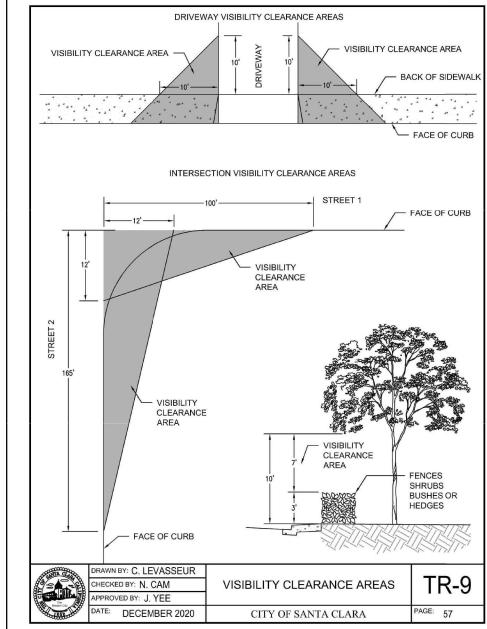 DRIVEWAY VISIBILITY CLEARANCE AREAS
VISIBILITY CLEARANCE AREA
10'
DRIVEWAY
10'
VISIBILITY CLEARANCE AREA
10'
10'
BACK OF SIDEWALK
FACE OF CURB
INTERSECTION VISIBILITY CLEARANCE AREAS
100'
STREET 1
12'
FACE OF CURB
12'
VISIBILITY
CLEARANCE
AREA
STREET 2
165'
VISIBILITY
CLEARANCE
AREA
VISIBILITY
CLEARANCE
AREA
7'
10'
3'
FENCES
SHRUBS
BUSHES OR
HEDGES
FACE OF CURB
DRAWN BY: C. LEVASSEUR
CHECKED BY: N. CAM
APPROVED BY: J. YEE
DATE: DECEMBER 2020
VISIBILITY CLEARANCE AREAS
CITY OF SANTA CLARA
TR-9
PAGE: 57